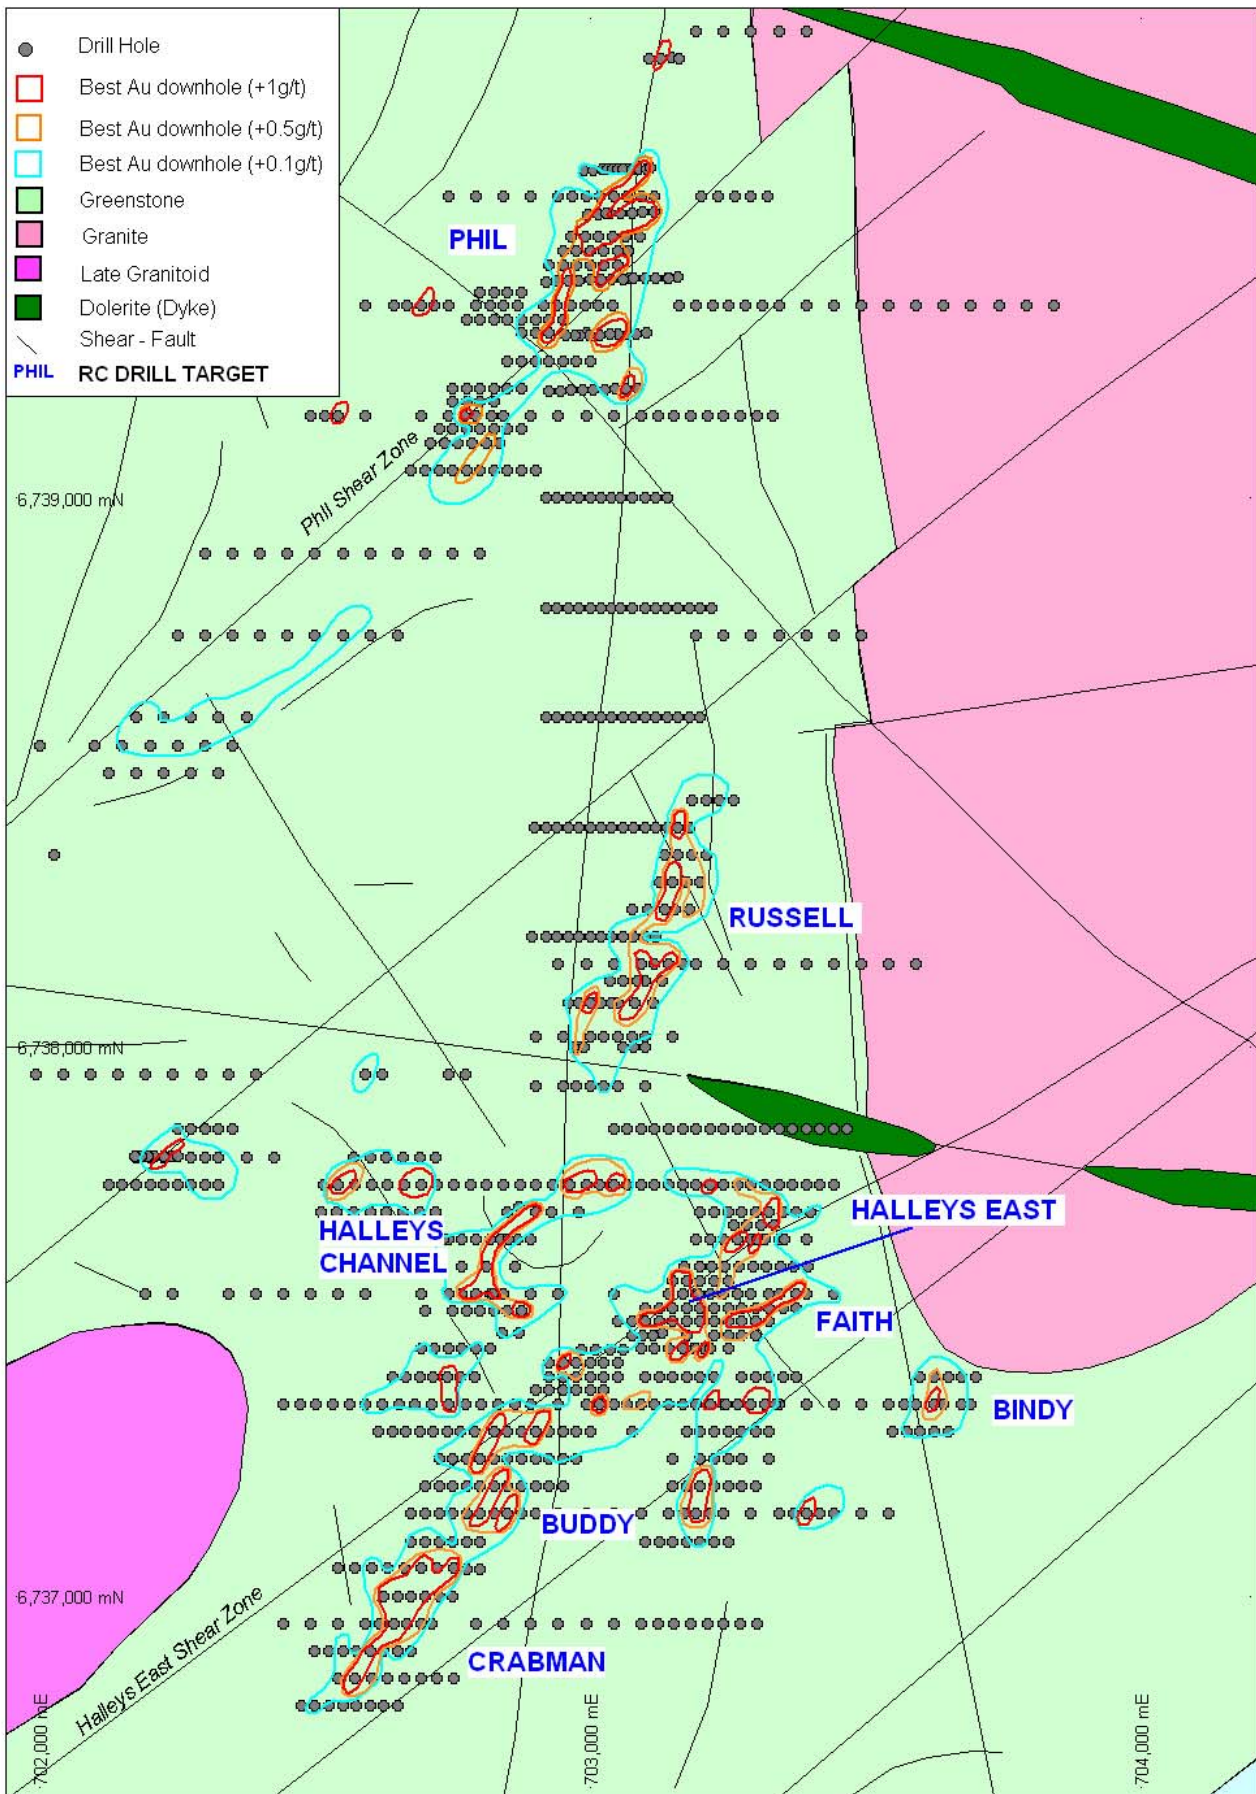 Drill Hole
Best Au downhole (+1g/t)
Best Au downhole (+0.5g/t)
Best Au downhole (+0.1g/t)
Greenstone
Granite
Late Granitoid
Dolerite (Dyke)
Shear - Fault
PHIL RC DRILL TARGET
PHIL
Phil Shear Zone
6,739,000 mN
RUSSELL
6,738,000 mN
HALLEYS EAST
HALLEYS
CHANNEL
FAITH
BINDY
BUDDY
6,737,000 mN
Halleys East Shear Zone
CRABMAN
702,000 mE
703,000 mE
704,000 mE